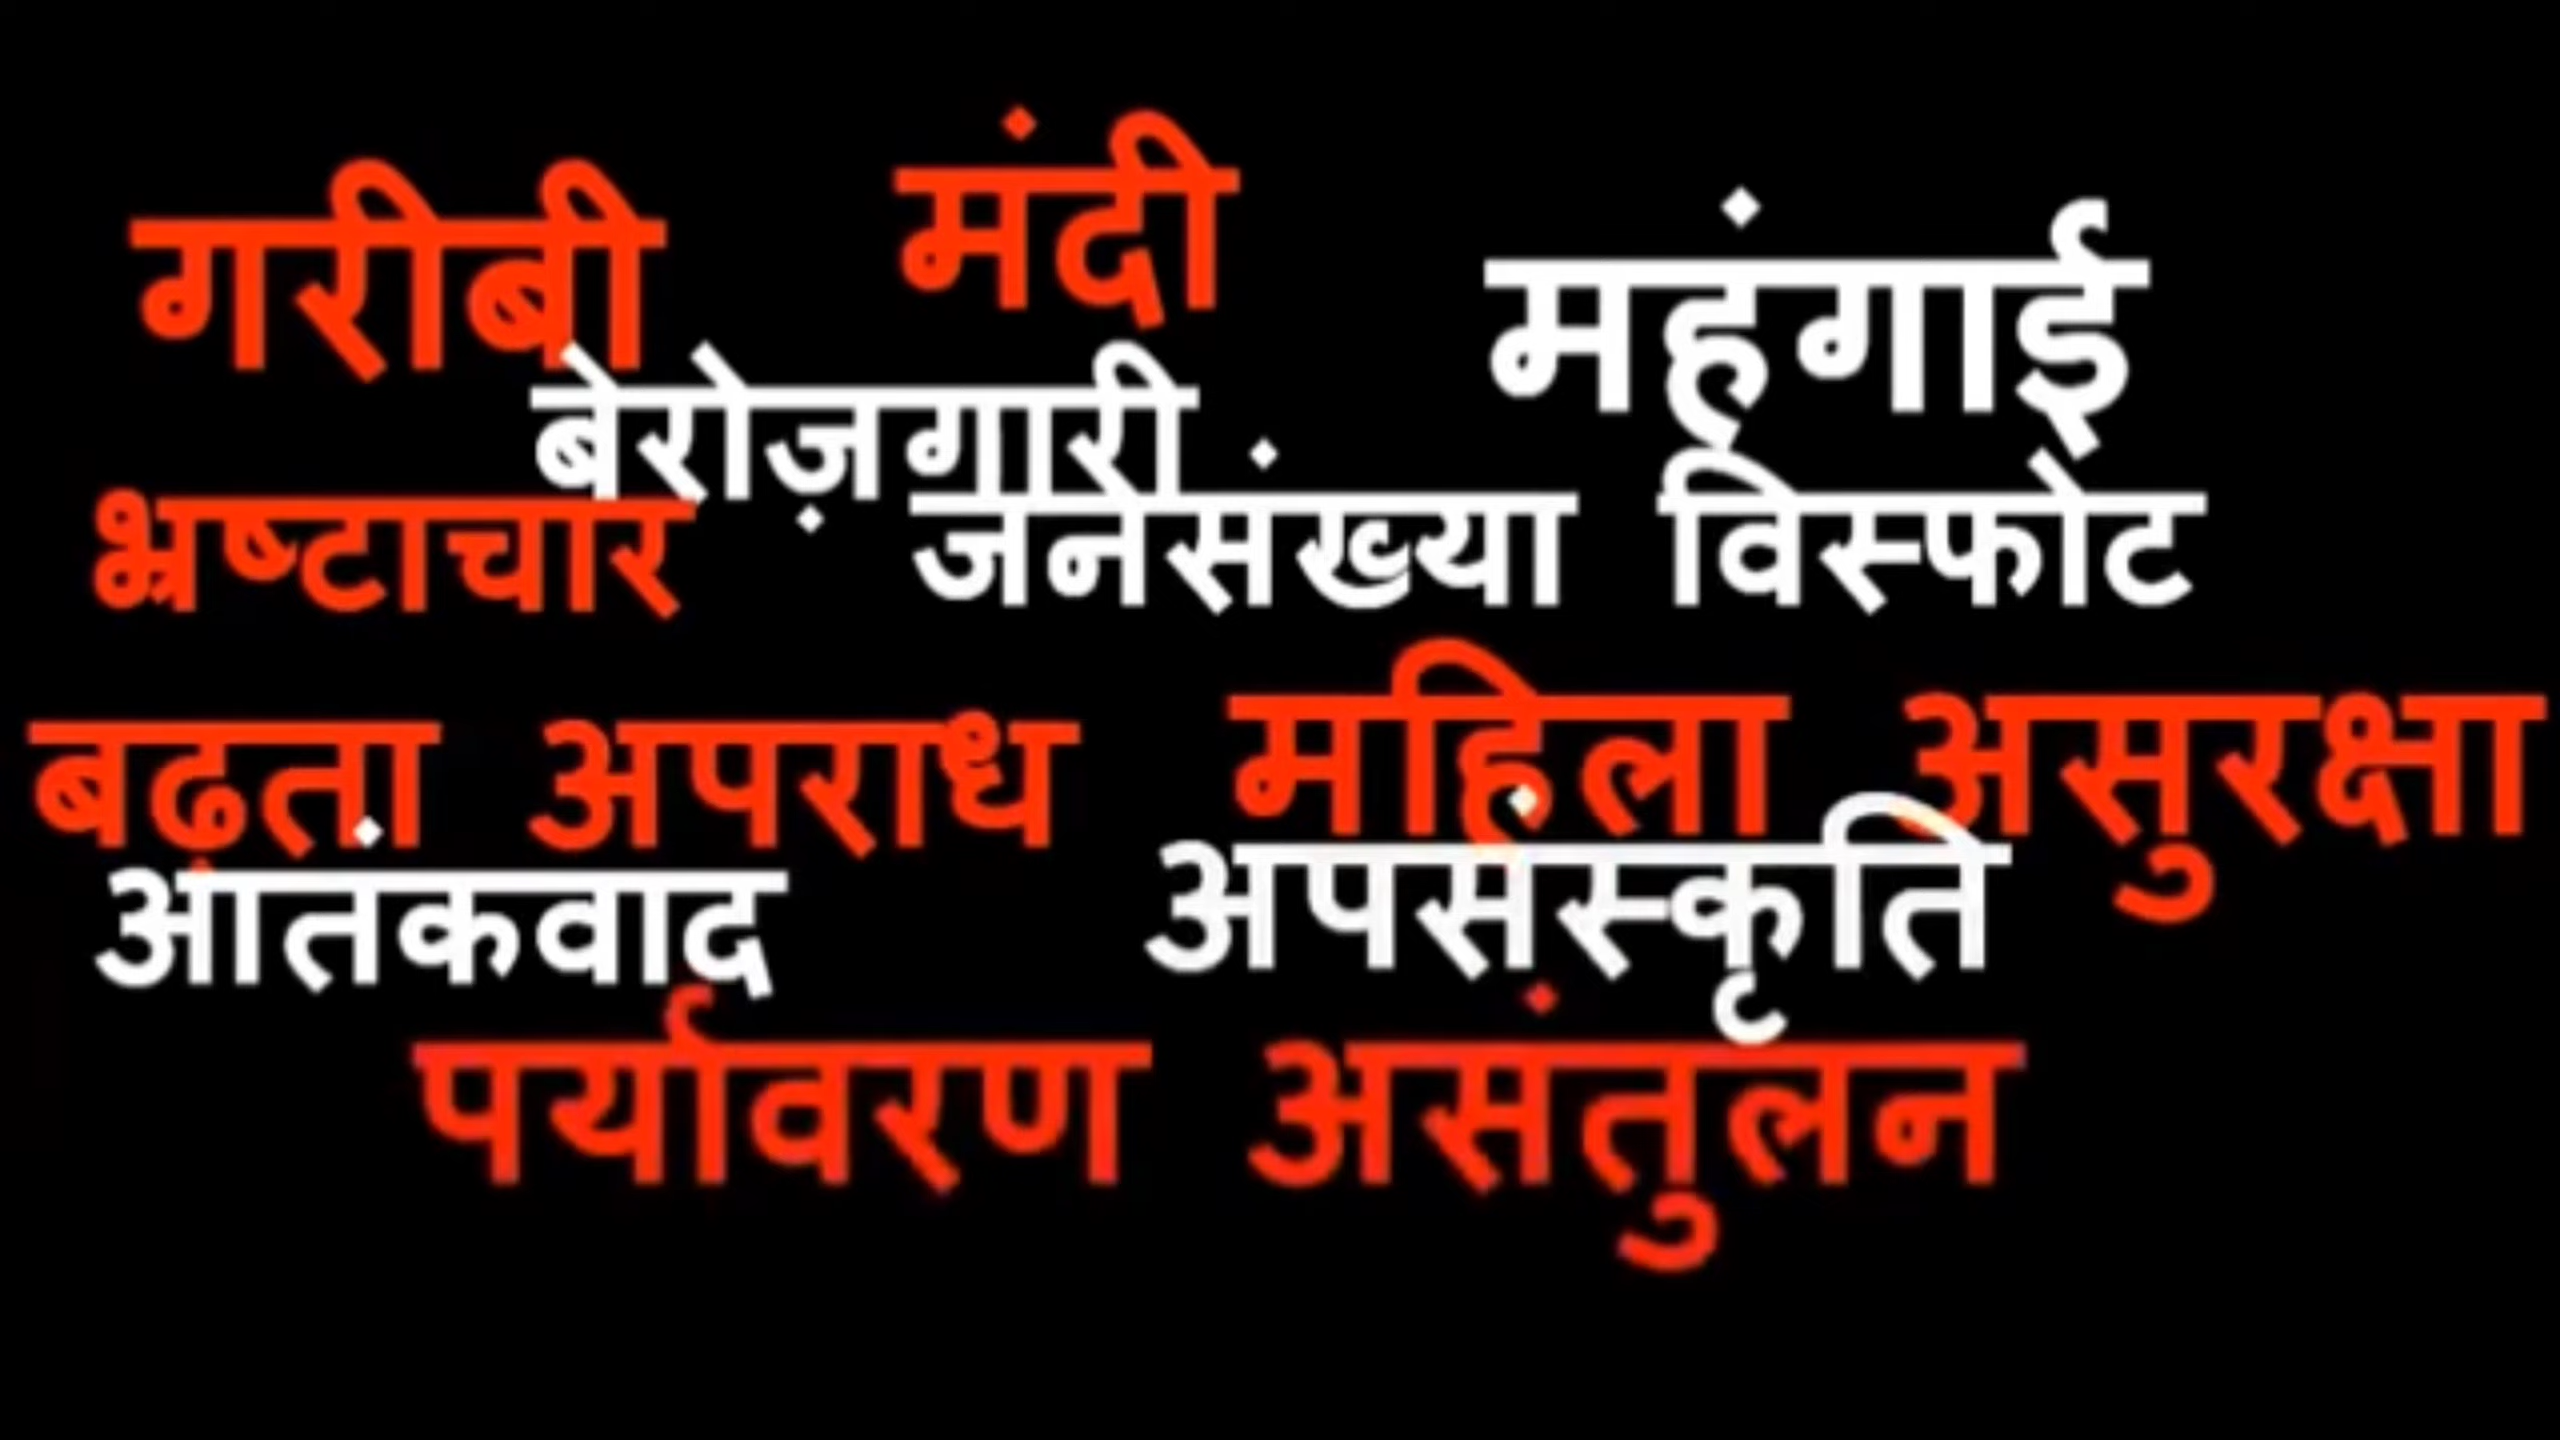 गरीबी
मंदी
महंगाई
बेरोज़गारी
भ्रष्टाचार
जनसंख्या विस्फोट
बढ़ता अपराध
महिला असुरक्षा
आतंकवाद
अपसंस्कृति
पर्यावरण असंतुलन